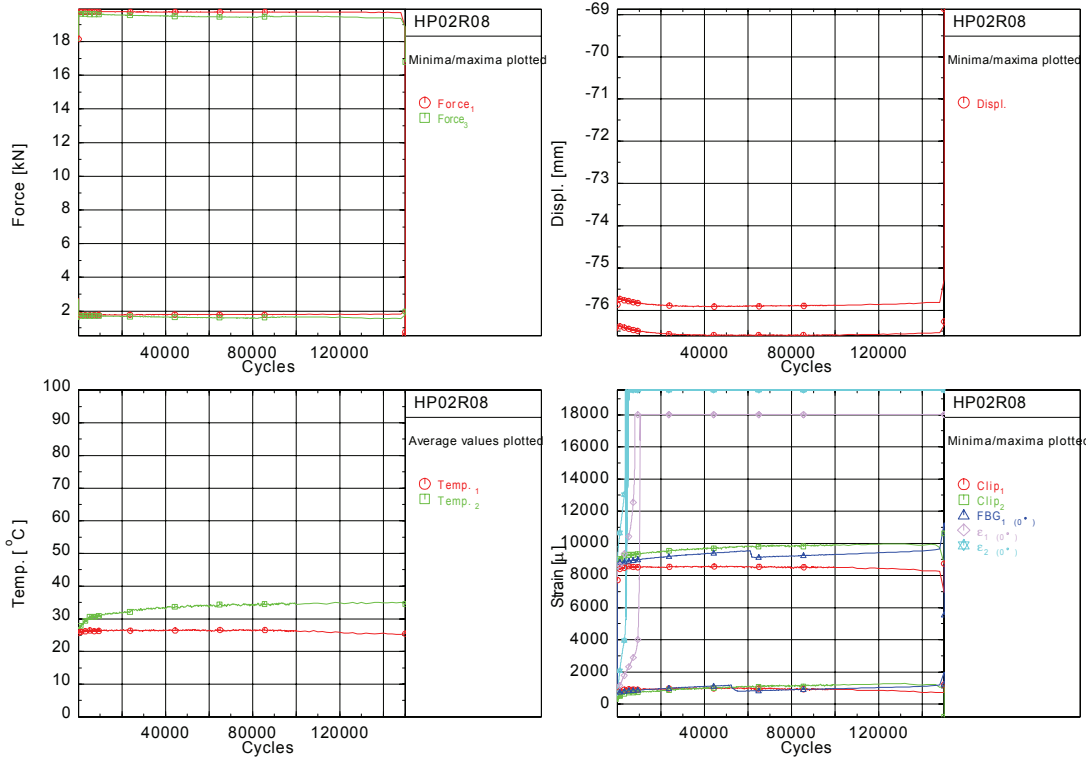 HP02R08
Minima/maxima plotted
Force1
Force3
Force [kN]
18
16
14
12
10
8
6
4
2
40000 80000 120000
Cycles
HP02R08
Minima/maxima plotted
Displ.
Displ. [mm]
-69
-70
-71
-72
-73
-74
-75
-76
40000 80000 120000
Cycles
HP02R08
Average values plotted
Temp. 1
Temp. 2
Temp. [ °C]
100
90
80
70
60
50
40
30
20
10
0
40000 80000 120000
Cycles
HP02R08
Minima/maxima plotted
Clip1
Clip2
FBG1 (0°)
ε1 (0°)
ε2 (0°)
Strain [µ]
18000
16000
14000
12000
10000
8000
6000
4000
2000
0
40000 80000 120000
Cycles